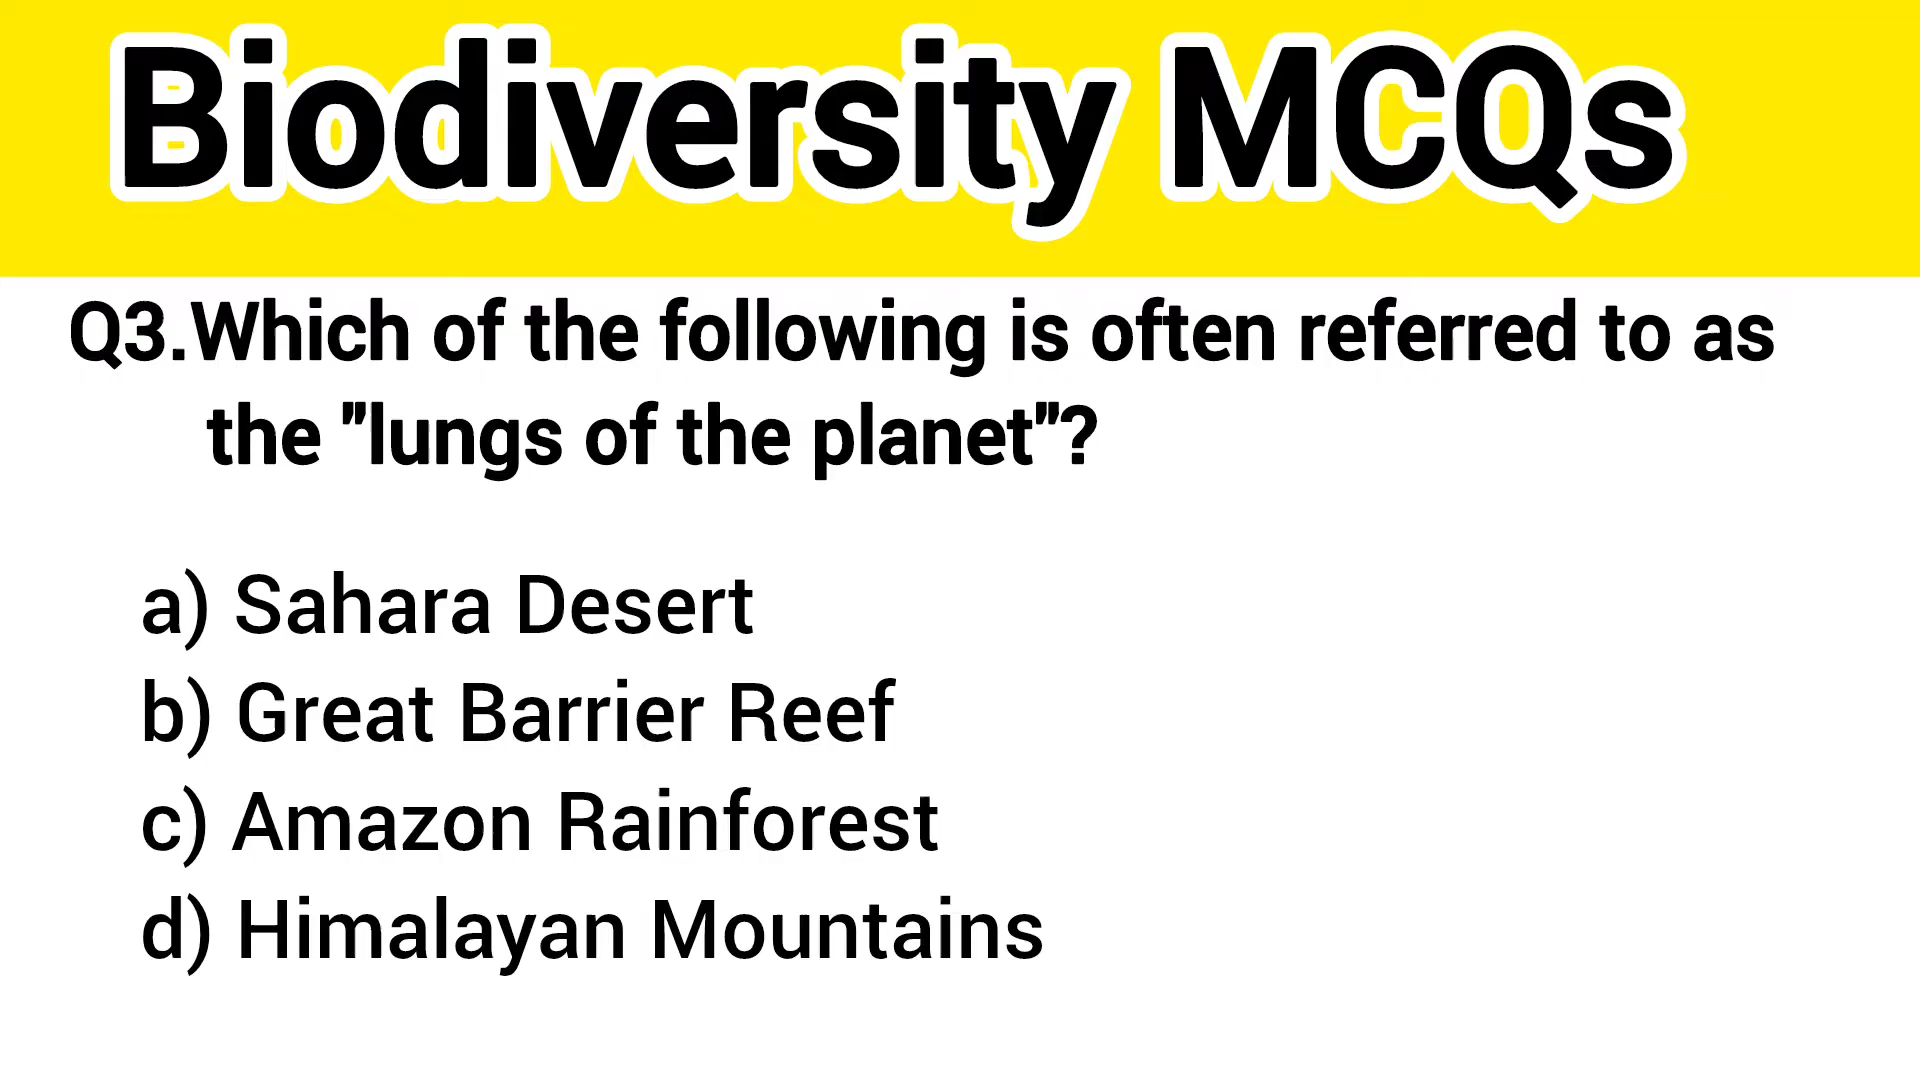 Biodiversity MCQs
Q3.Which of the following is often referred to as
the "lungs of the planet"?
a) Sahara Desert
b) Great Barrier Reef
c) Amazon Rainforest
d) Himalayan Mountains